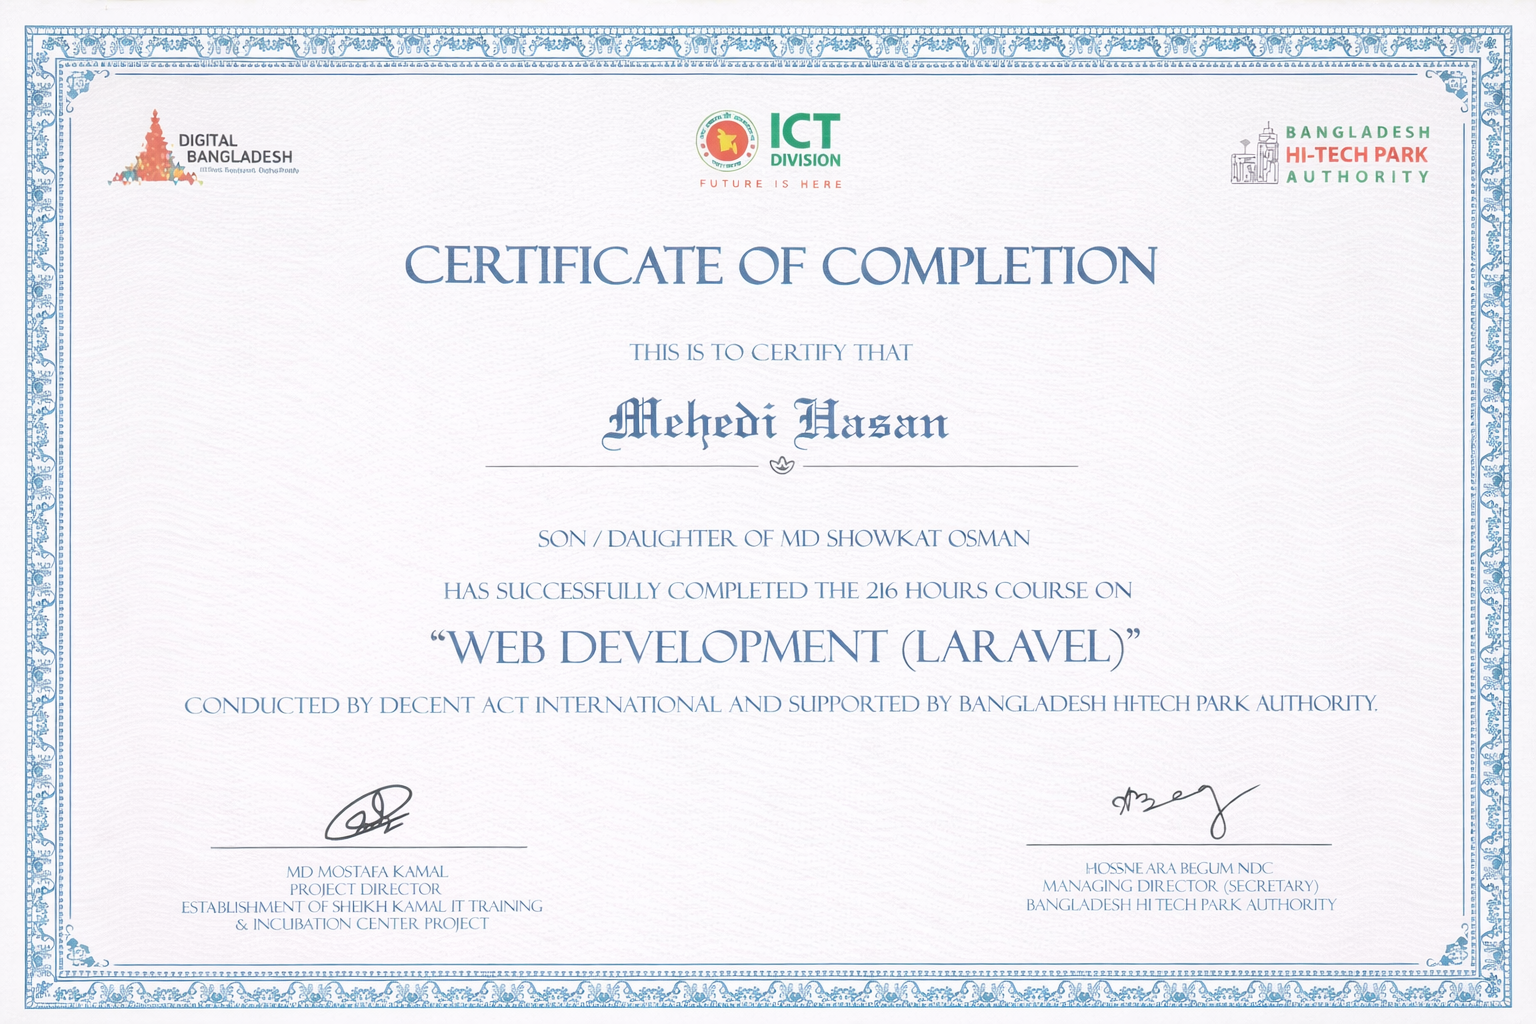 DIGITAL
BANGLADESH
ICT
DIVISION
FUTURE IS HERE
BANGLADESH
HI-TECH PARK
AUTHORITY
CERTIFICATE OF COMPLETION
THIS IS TO CERTIFY THAT
Mehedi Hasan
SON / DAUGHTER OF MD SHOWKAT OSMAN
HAS SUCCESSFULLY COMPLETED THE 216 HOURS COURSE ON
“WEB DEVELOPMENT (LARAVEL)”
CONDUCTED BY DECENT ACT INTERNATIONAL AND SUPPORTED BY BANGLADESH HI-TECH PARK AUTHORITY.
MD MOSTAFA KAMAL
PROJECT DIRECTOR
ESTABLISHMENT OF SHEIKH KAMAL IT TRAINING
& INCUBATION CENTER PROJECT
HOSSNE ARA BEGUM NDC
MANAGING DIRECTOR (SECRETARY)
BANGLADESH HI TECH PARK AUTHORITY